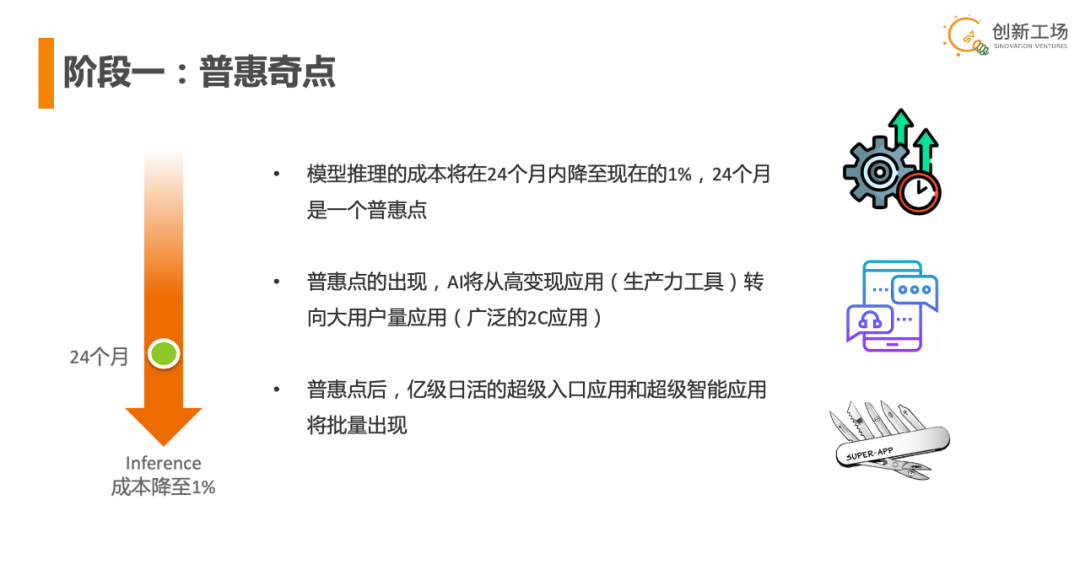 创新工场
SINOVATION VENTURES
阶段一：普惠奇点
• 模型推理的成本将在24个月内降至现在的1%，24个月
是一个普惠点
• 普惠点的出现，AI将从高变现应用（生产力工具）转
向大用户量应用（广泛的2C应用）
• 普惠点后，亿级日活的超级入口应用和超级智能应用
将批量出现
24个月
Inference
成本降至1%
SUPER-APP